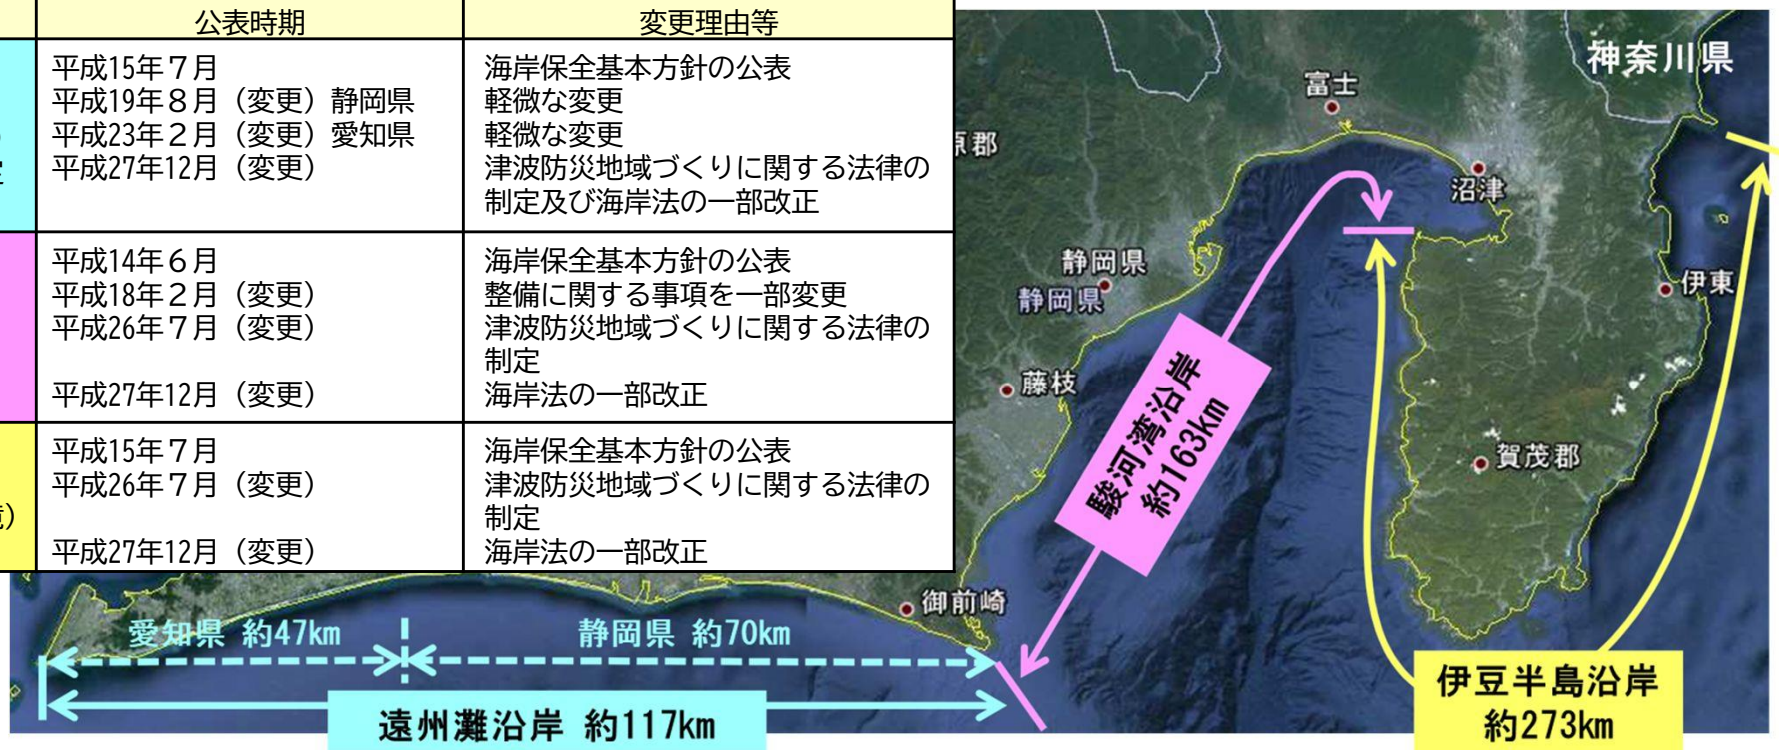 公表時期
変更理由等
平成15年７月
海岸保全基本方針の公表
平成19年８月（変更）静岡県
軽微な変更
平成23年２月（変更）愛知県
軽微な変更
平成27年12月（変更）
津波防災地域づくりに関する法律の
制定及び海岸法の一部改正
平成14年６月
海岸保全基本方針の公表
平成18年２月（変更）
整備に関する事項を一部変更
平成26年７月（変更）
津波防災地域づくりに関する法律の
制定
平成27年12月（変更）
海岸法の一部改正
平成15年７月
海岸保全基本方針の公表
平成26年７月（変更）
津波防災地域づくりに関する法律の
制定
平成27年12月（変更）
海岸法の一部改正
神奈川県
富士
原郡
沼津
静岡県
静岡県
伊東
藤枝
駿河湾沿岸
約163km
賀茂郡
御前崎
愛知県 約47km
静岡県 約70km
遠州灘沿岸 約117km
伊豆半島沿岸
約273km